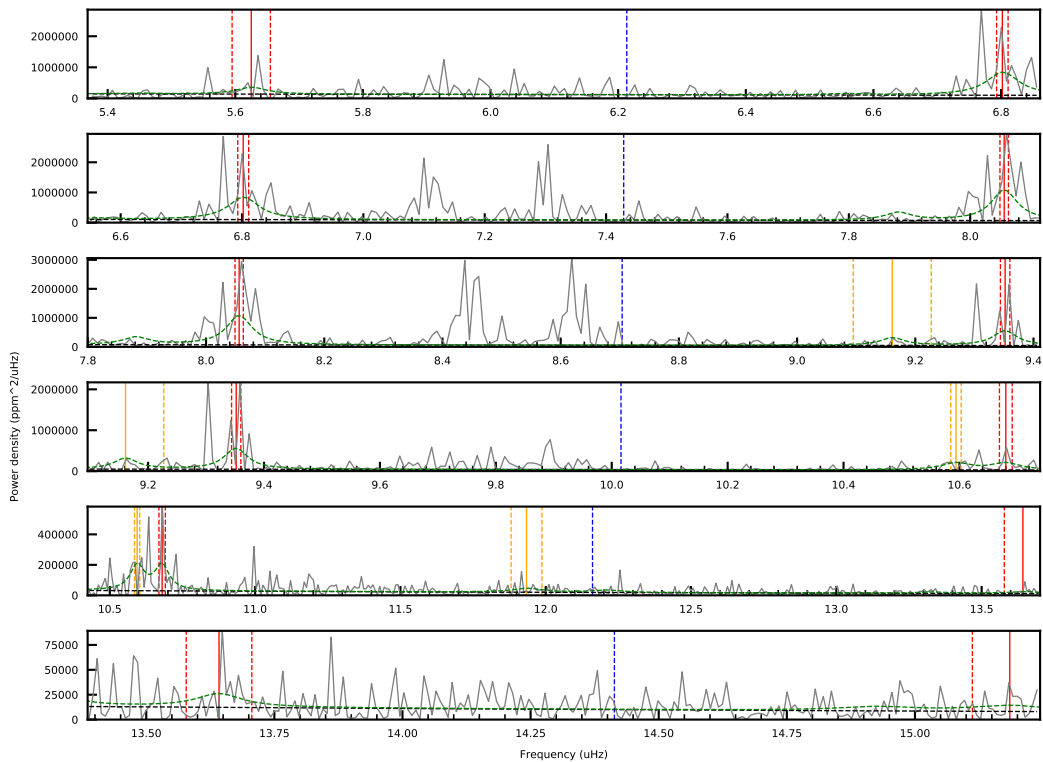 2000000
1000000
0
5.4 5.6 5.8 6.0 6.2 6.4 6.6 6.8
2000000
1000000
0
6.6 6.8 7.0 7.2 7.4 7.6 7.8 8.0
3000000
2000000
1000000
0
7.8 8.0 8.2 8.4 8.6 8.8 9.0 9.2 9.4
Power density (ppm^2/uHz)
2000000
1000000
0
9.2 9.4 9.6 9.8 10.0 10.2 10.4 10.6
400000
200000
0
10.5 11.0 11.5 12.0 12.5 13.0 13.5
75000
50000
25000
0
13.50 13.75 14.00 14.25 14.50 14.75 15.00
Frequency (uHz)